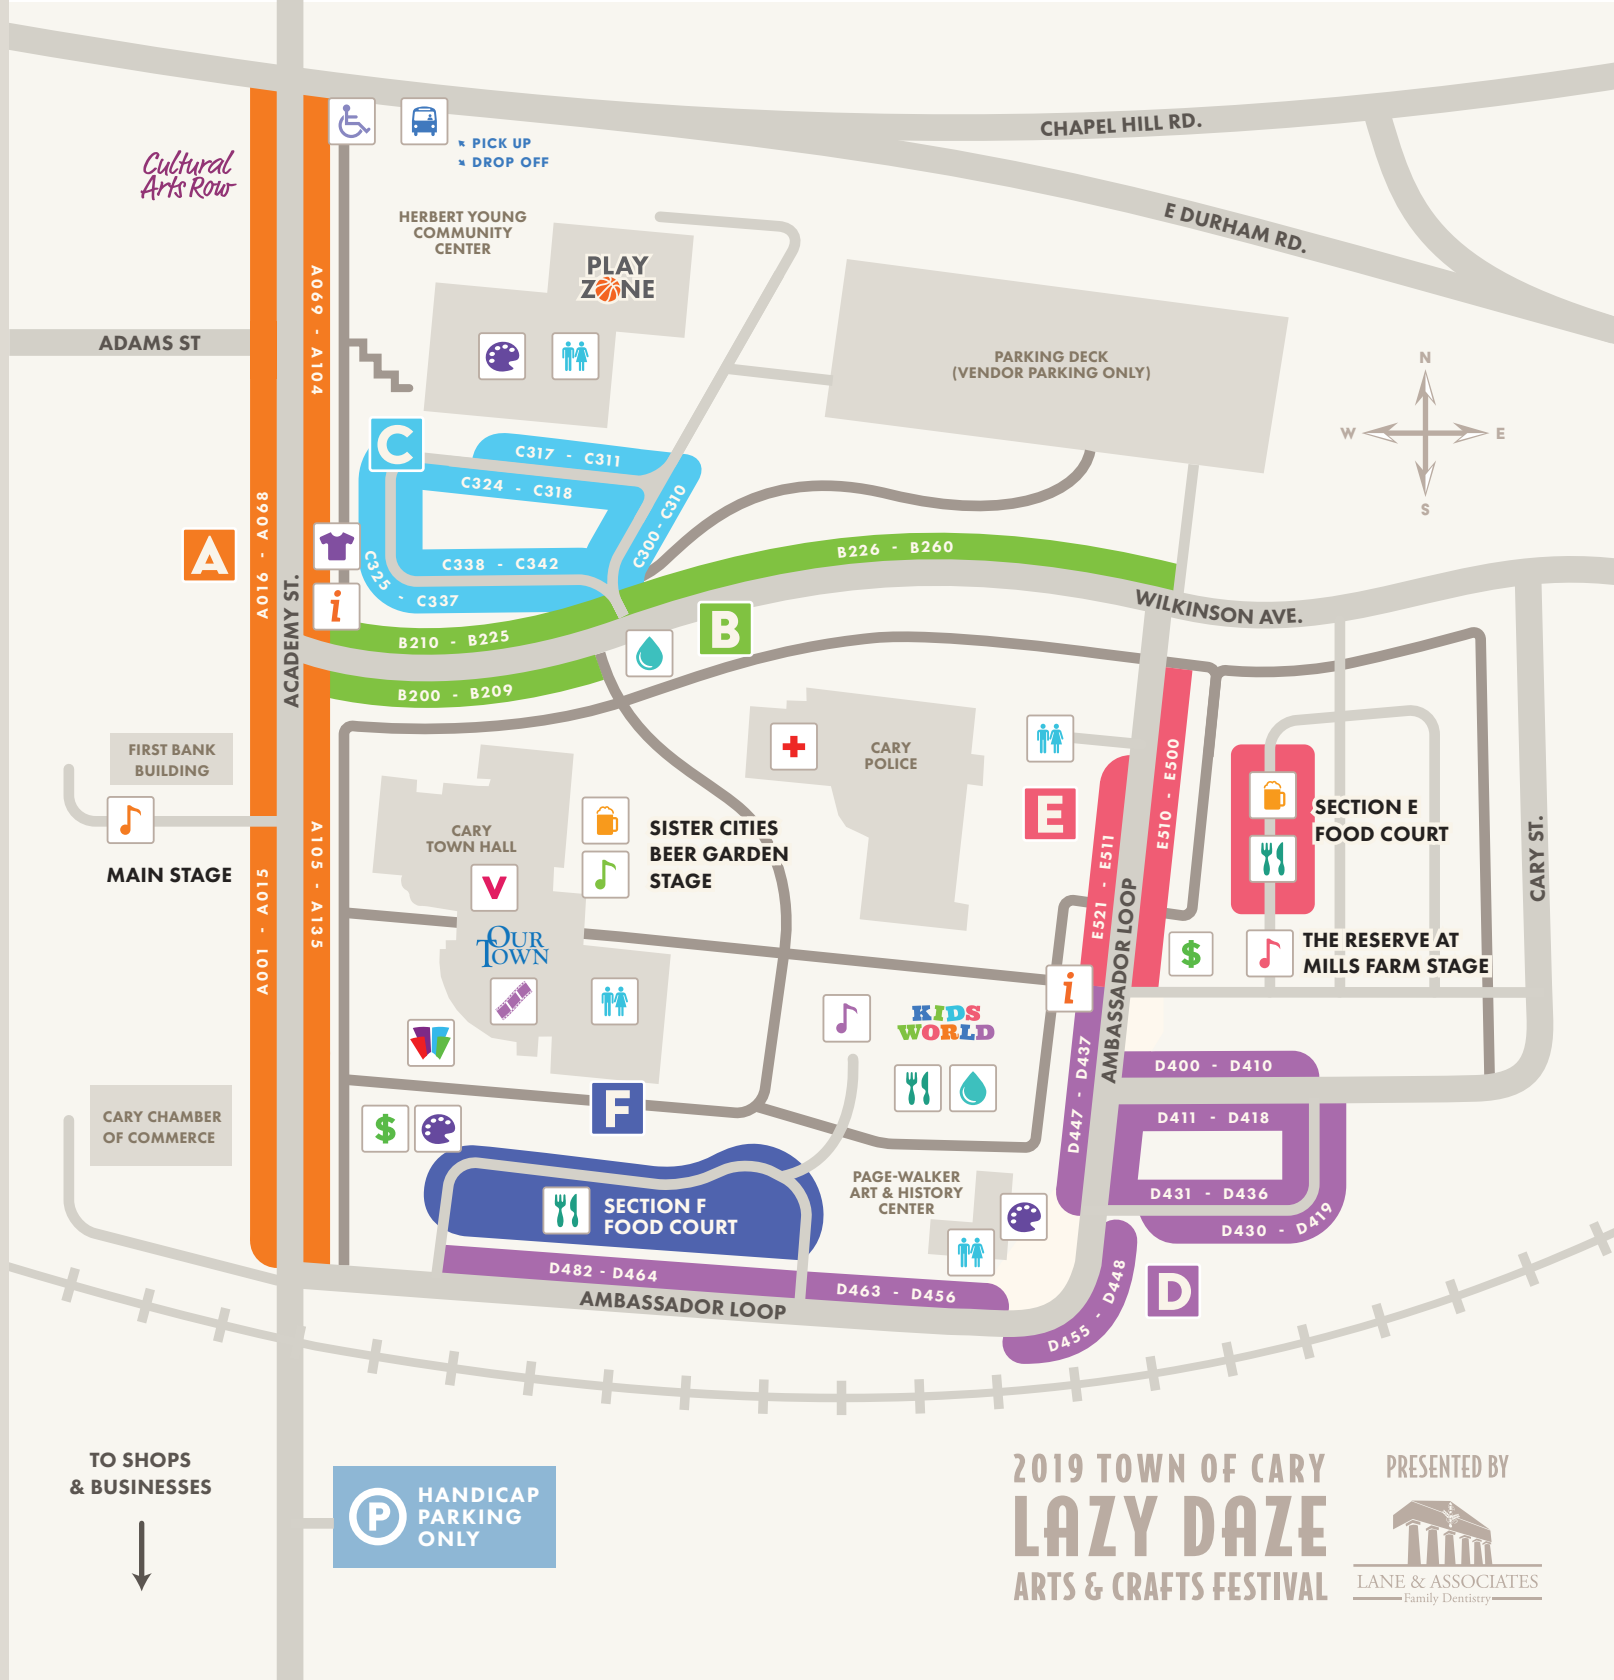 CHAPEL HILL RD.
PICK UP
DROP OFF
Cultural
Arts Row
E DURHAM RD.
HERBERT YOUNG
COMMUNITY
CENTER
PLAY
ZONE
A069 - A104
ADAMS ST
PARKING DECK
(VENDOR PARKING ONLY)
N
W
E
S
C
C317 - C311
C324 - C318
C300 - C310
C338 - C342
C325 - C337
A
A016 - A068
i
ACADEMY ST.
B226 - B260
B210 - B225
B
B200 - B209
WILKINSON AVE.
FIRST BANK
BUILDING
MAIN STAGE
A001 - A015
A105 - A135
CARY
TOWN HALL
V
SISTER CITIES
BEER GARDEN
STAGE
CARY
POLICE
E
E510 - E500
E521 - E511
SECTION E
FOOD COURT
CARY ST.
$
THE RESERVE AT
MILLS FARM STAGE
OUR
TOWN
i
KIDS
WORLD
AMBASSADOR LOOP
D447 - D437
D400 - D410
D411 - D418
D431 - D436
D430 - D419
CARY CHAMBER
OF COMMERCE
$
F
SECTION F
FOOD COURT
PAGE-WALKER
ART & HISTORY
CENTER
D482 - D464
D463 - D456
D455 - D448
D
AMBASSADOR LOOP
TO SHOPS
& BUSINESSES
P
HANDICAP
PARKING
ONLY
2019 TOWN OF CARY
LAZY DAZE
ARTS & CRAFTS FESTIVAL
PRESENTED BY
LANE & ASSOCIATES
Family Dentistry